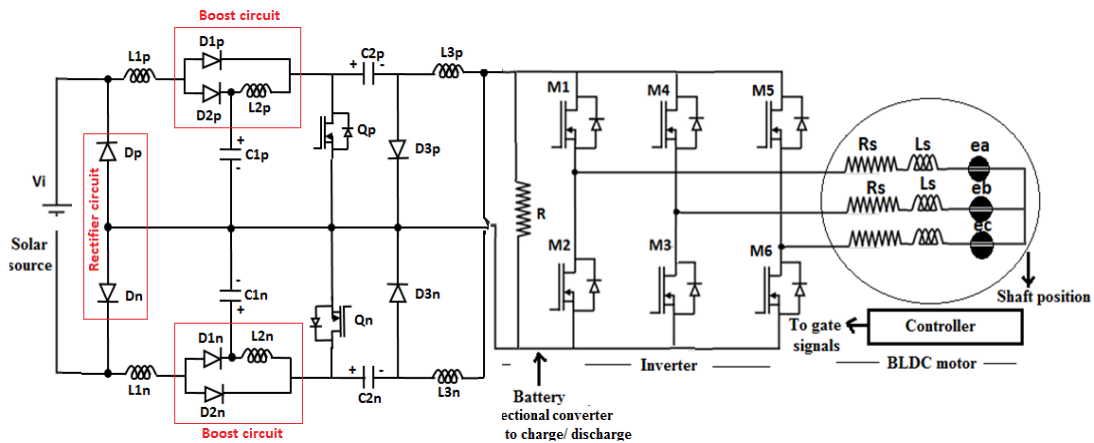 Boost circuit
L1p
D1p
D2p
L2p
C2p
L3p
M1
M4
M5
Qp
Dp
C1p
D3p
Rs
Ls
ea
Rs
Ls
eb
ec
Vi
Rectifier circuit
R
Solar
source
M2
M3
M6
Shaft position
Dn
C1n
D3n
Qn
To gate
signals
Controller
D1n
L2n
Inverter
BLDC motor
L1n
D2n
C2n
L3n
Battery
ectional converter
to charge/ discharge
Boost circuit